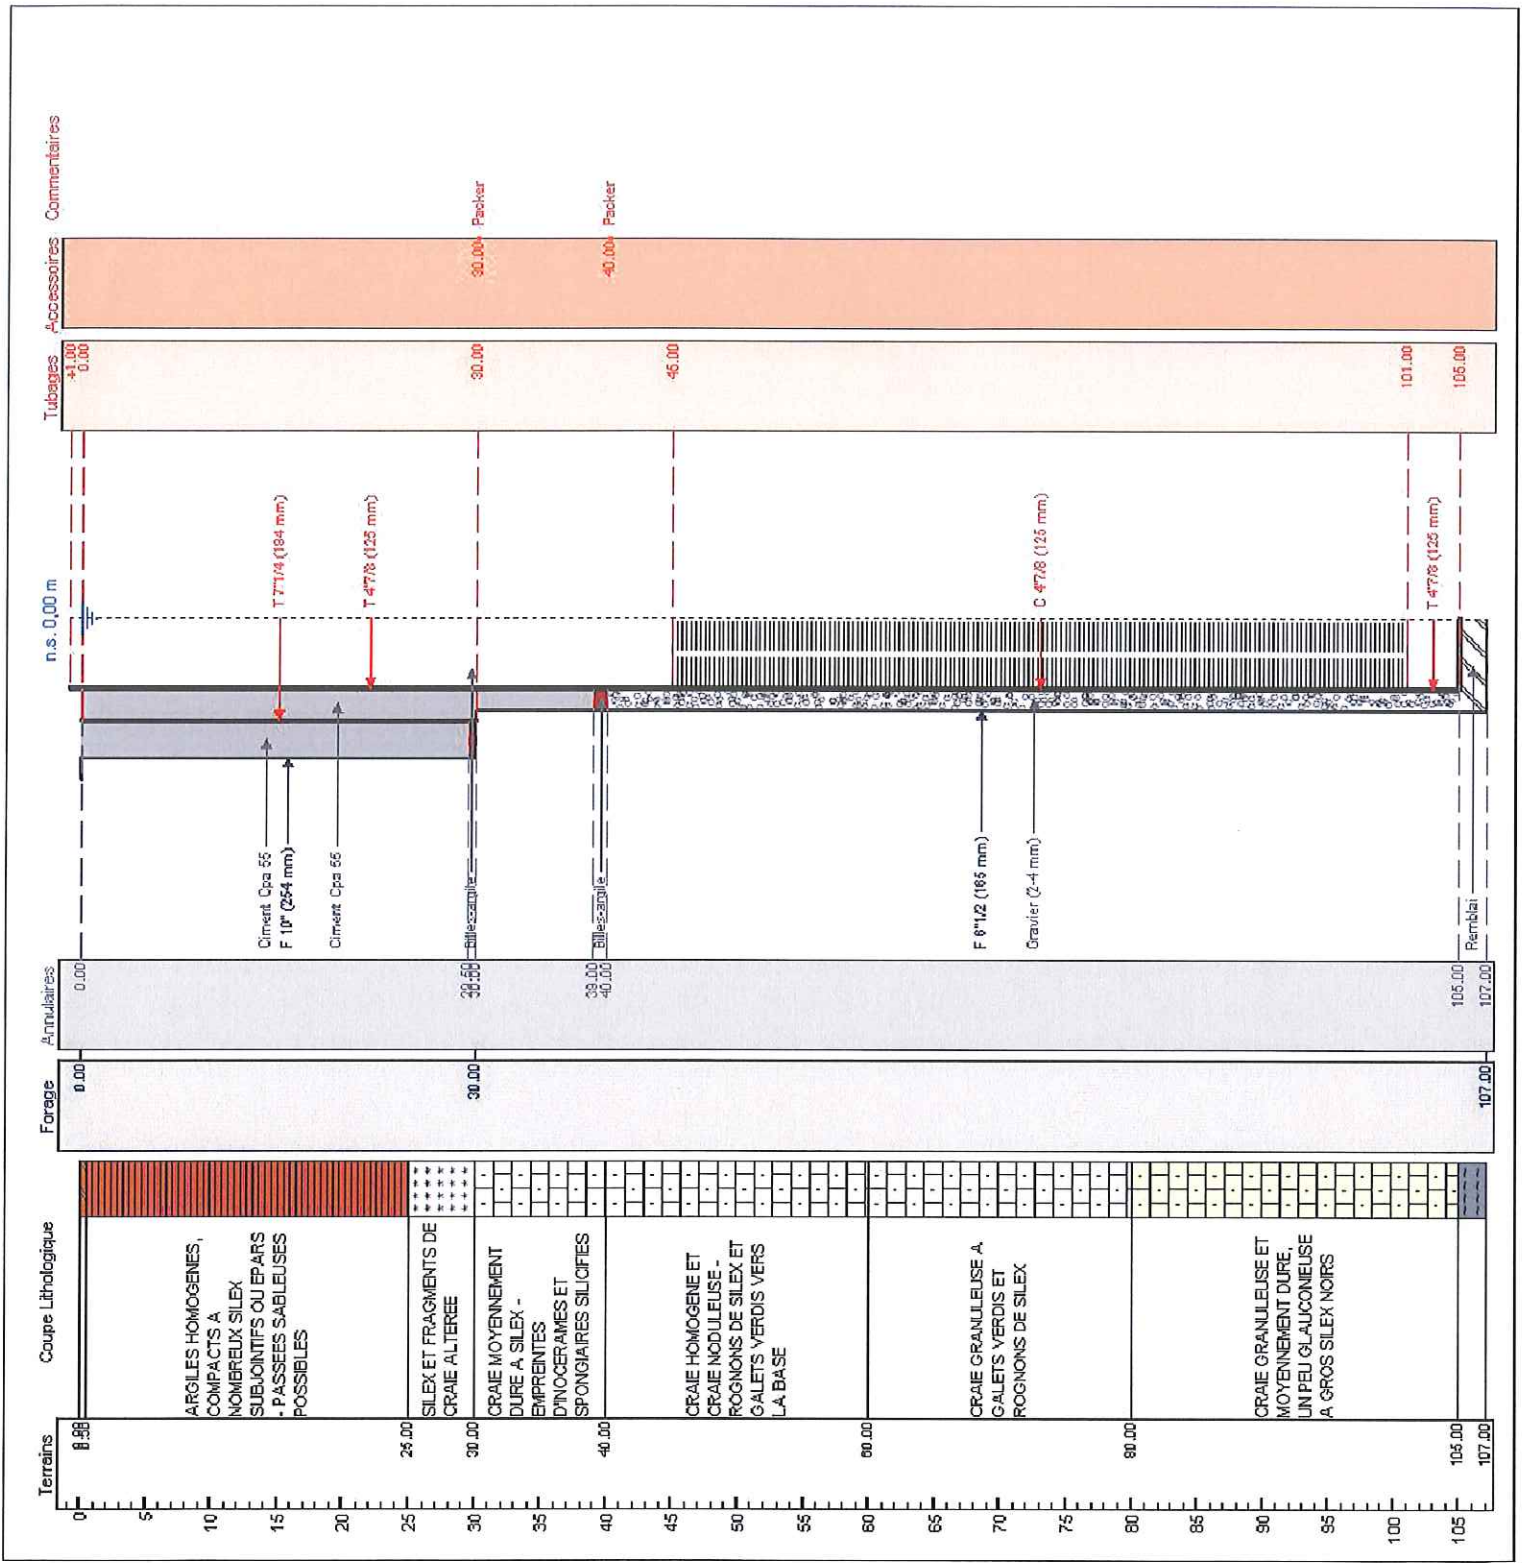 Terrains
Coupe Lithologique
Forage
Annulaires
n.s. 0,00 m
Tubages
Accessoires
Commentaires
0
5
10
15
20
25
30
35
40
45
50
55
60
65
70
75
80
85
90
95
100
105
25.00
30.00
40.00
60.00
80.00
105.00
107.00
ARGILES HOMOGENES,
COMPACTS A
NOMBREUX SILEX
SUBJOINTIFS OU EPARS
- PASSEES SABLEUSES
POSSIBLES
SILEX ET FRAGMENTS DE
CRAIE ALTEREE
CRAIE MOYENNEMENT
DURE A SILEX -
EMPREINTES
D'INOCERAMES ET
SPONGIAIRES SILICIFIES
CRAIE HOMOGENE ET
CRAIE NODULEUSE -
ROGNONS DE SILEX ET
GALETS VERDIS VERS
LA BASE
CRAIE GRANULEUSE A
GALETS VERDIS ET
ROGNONS DE SILEX
CRAIE GRANULEUSE ET
MOYENNEMENT DURE,
UN PEU GLAUCONIEUSE
A GROS SILEX NOIRS
0.00
30.00
107.00
0.00
39.00
40.00
105.00
107.00
Ciment Cpa 55
F 10" (254 mm)
Ciment Cpa 55
Billes-argile
Billes-argile
F 6"1/2 (165 mm)
Gravier (2-4 mm)
Remblai
T 7"1/4 (184 mm)
T 4"7/8 (125 mm)
C 4"7/8 (125 mm)
T 4"7/8 (125 mm)
+1.00
0.00
30.00
45.00
101.00
105.00
30.00 Packer
40.00 Packer